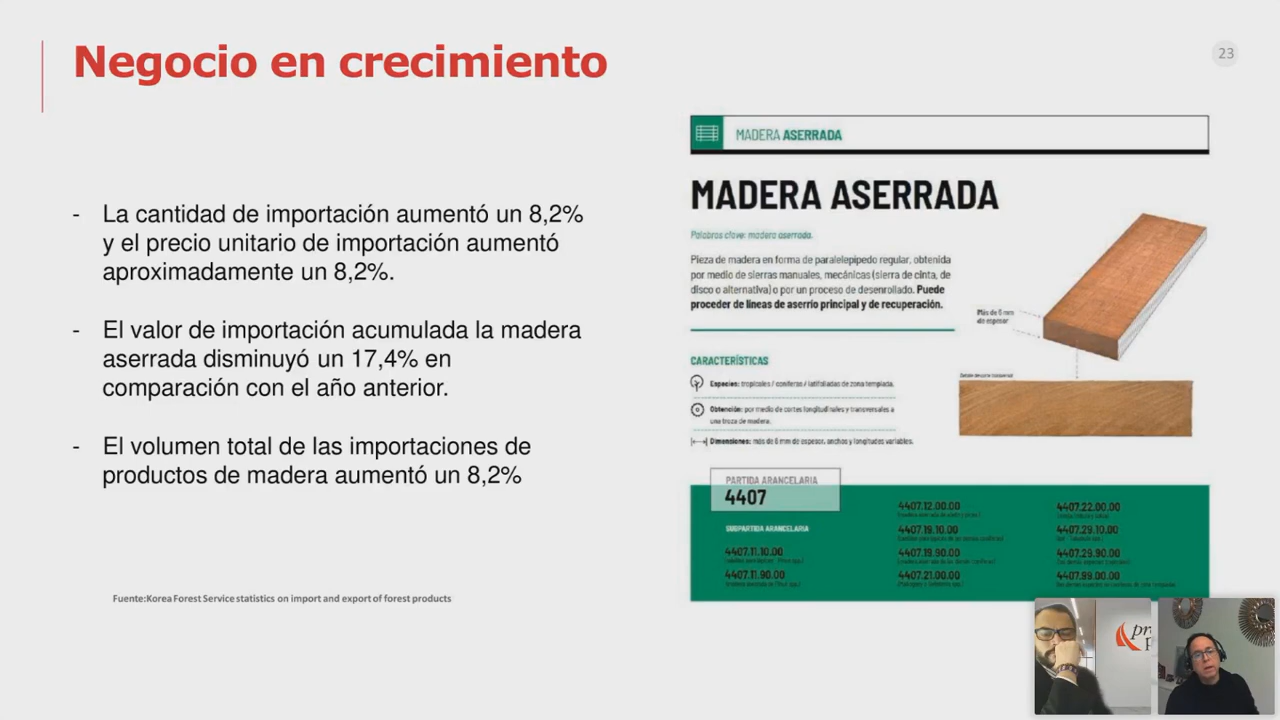 Negocio en crecimiento
23
- La cantidad de importación aumentó un 8,2%
y el precio unitario de importación aumentó
aproximadamente un 8,2%.
- El valor de importación acumulada la madera
aserrada disminuyó un 17,4% en
comparación con el año anterior.
- El volumen total de las importaciones de
productos de madera aumentó un 8,2%
Fuente:Korea Forest Service statistics on import and export of forest products
MADERA ASERRADA
MADERA ASERRADA
Palabras clave: madera aserrada.
Pieza de madera en forma de paralelepípedo regular, obtenida
por medio de sierras manuales, mecánicas (sierra de cinta, de
disco o alternativa) o por un proceso de desenrollado. Puede
proceder de líneas de aserrío principal y de recuperación.
Más de 6 mm
de espesor
CARACTERÍSTICAS
Especies: tropicales / coníferas / latifoliadas de zona templada.
Obtención: por medio de cortes longitudinales y transversales a
una troza de madera.
Dimensiones: más de 6 mm de espesor, anchos y longitudes variables.
PARTIDA ARANCELARIA
4407
SUBPARTIDA ARANCELARIA
4407.11.10.00
4407.11.90.00
4407.12.00.00
4407.19.10.00
4407.19.90.00
4407.21.00.00
4407.22.00.00
4407.29.10.00
4407.29.90.00
4407.99.00.00